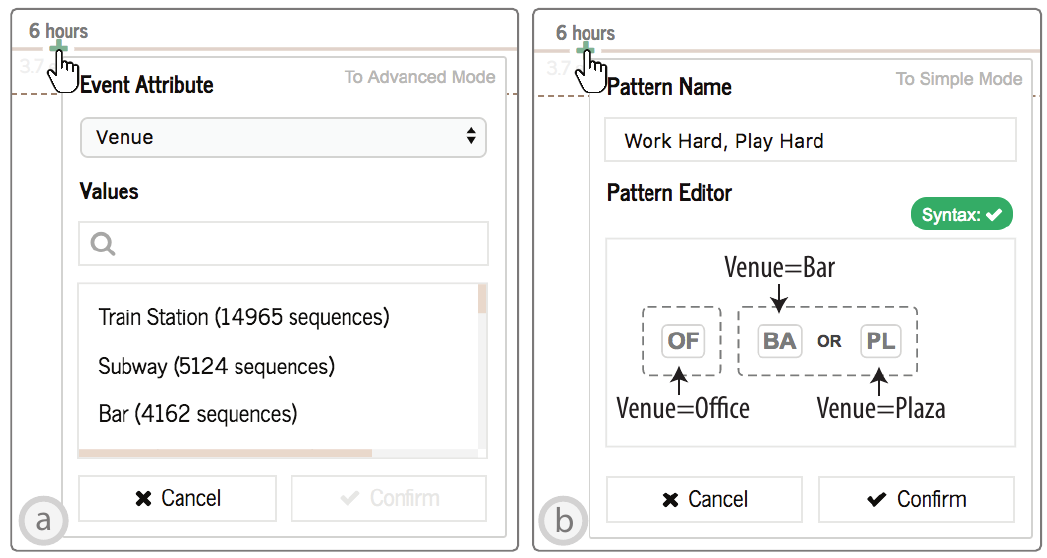 6 hours
3.7
Event Attribute
To Advanced Mode
Venue
Values
Train Station (14965 sequences)
Subway (5124 sequences)
Bar (4162 sequences)
Cancel
Confirm
a
6 hours
3.7
Pattern Name
To Simple Mode
Work Hard, Play Hard
Pattern Editor
Syntax:
Venue=Bar
OF
BA OR PL
Venue=Office
Venue=Plaza
Cancel
Confirm
b